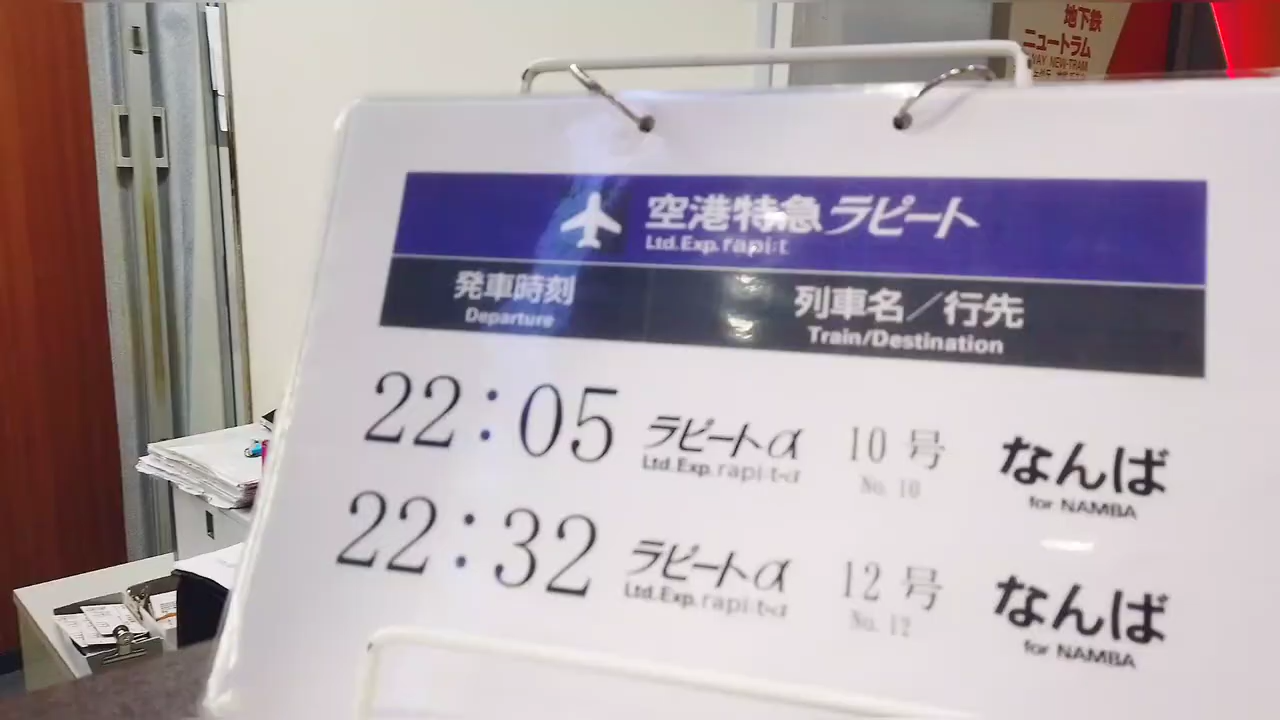 地下鉄
ニュートラム
空港特急ラピート
Ltd.Exp.rapi:t
発車時刻
Departure
列車名/行先
Train/Destination
22:05 ラピートα 10号 なんば
Ltd.Exp.rapi:t-α No. 10 for NAMBA
22:32 ラピートα 12号 なんば
Ltd.Exp.rapi:t-α No. 12 for NAMBA